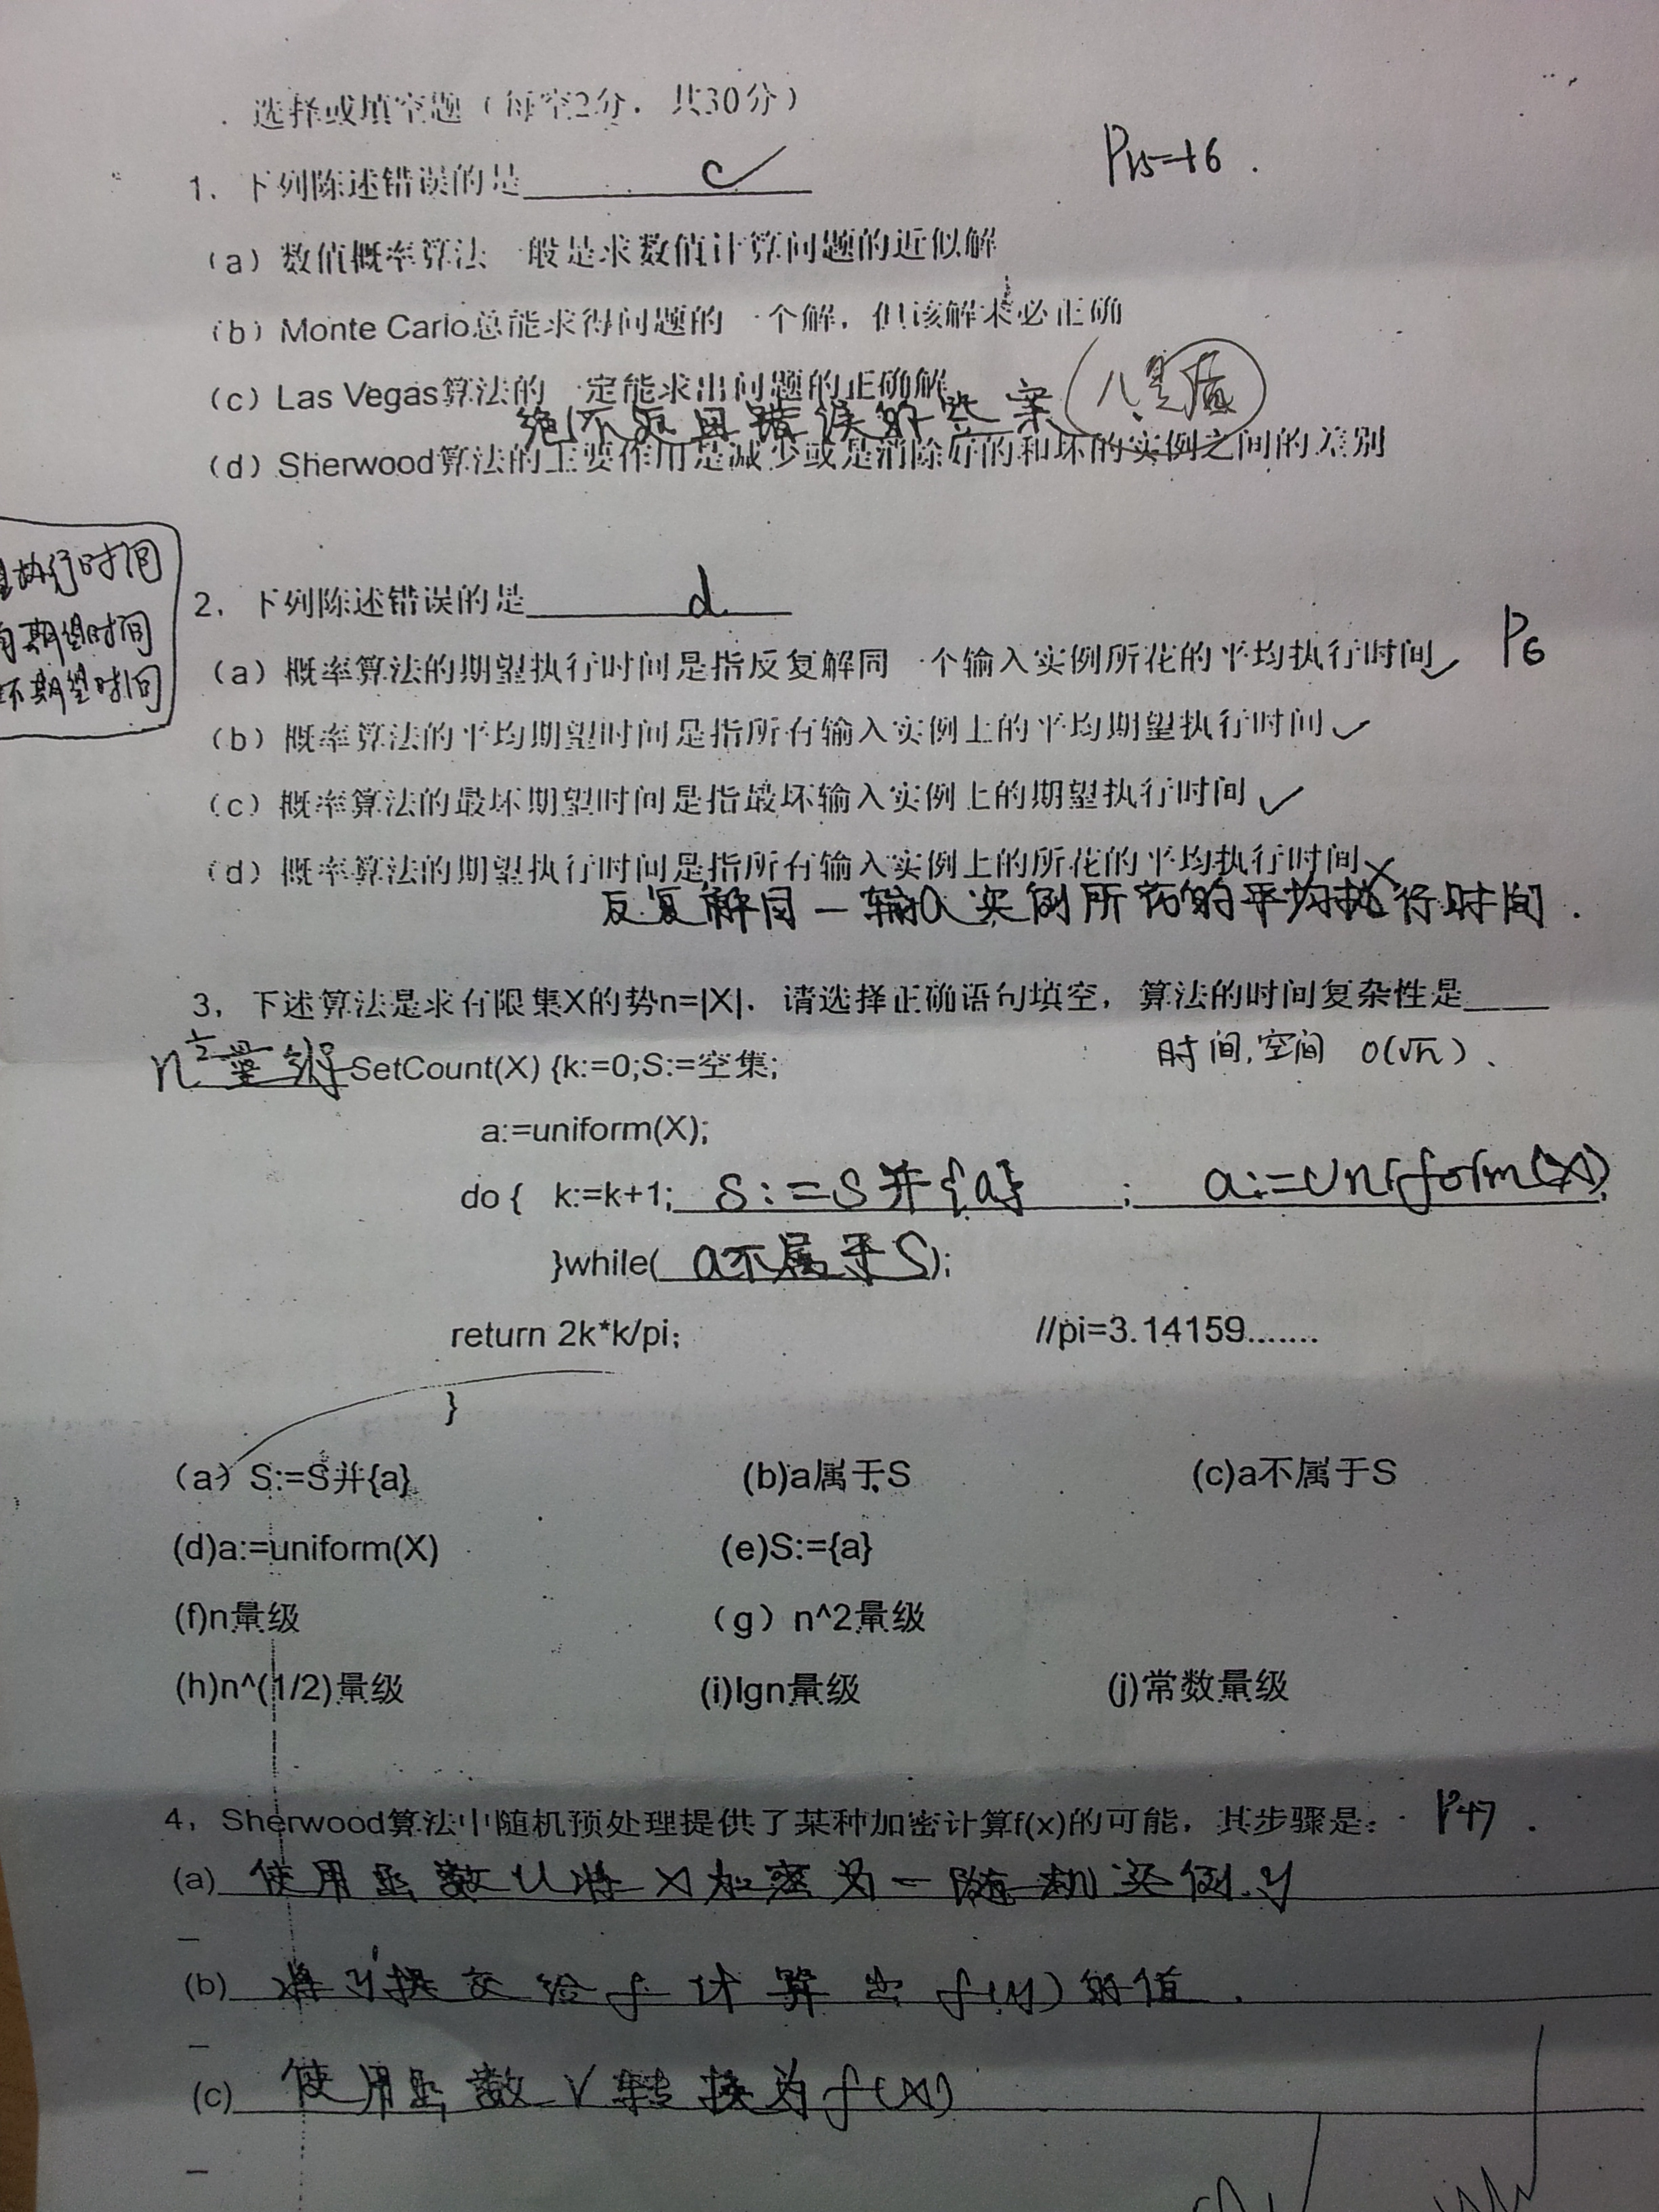 选择或填空题（每空2分，共30分）
1，下列陈述错误的是 c
（a）数值概率算法一般是求数值计算问题的近似解
（b）Monte Carlo总能求得问题的一个解，但该解未必正确
（c）Las Vegas算法的一定能求出问题的正确解
绝不返回错误的答案
（d）Sherwood算法的主要作用是减少或是消除好的和坏的实例之间的差别
执行时间
期望时间
坏期望时间
2，下列陈述错误的是 d
P6
（a）概率算法的期望执行时间是指反复解同一个输入实例所花的平均执行时间✓
（b）概率算法的平均期望时间是指所有输入实例上的平均期望执行时间✓
（c）概率算法的最坏期望时间是指最坏输入实例上的期望执行时间✓
（d）概率算法的期望执行时间是指所有输入实例上的所花的平均执行时间×
反复解同一输入实例所花的平均执行时间.
3，下述算法是求有限集X的势n=|X|．请选择正确语句填空，算法的时间复杂性是
时间,空间 O(√n)、
n^½量级 SetCount(X) {k:=0;S:=空集;
a:=uniform(X);
do { k:=k+1; S:=S并{a} ; a:=Uniform(X);
}while( a不属于S);
return 2k*k/pi; //pi=3.14159.......
}
（a）S:=S并{a} (b)a属于S (c)a不属于S
(d)a:=uniform(X) (e)S:={a}
(f)n量级 （g）n^2量级
(h)n^(1/2)量级 (i)lgn量级 (j)常数量级
4，Sherwood算法中随机预处理提供了某种加密计算f(x)的可能，其步骤是： P47 .
(a) 使用函数U将X加密为一随机实例y
(b) 将y提交给f计算出f(y)的值.
(c) 使用函数V转换为f(X)